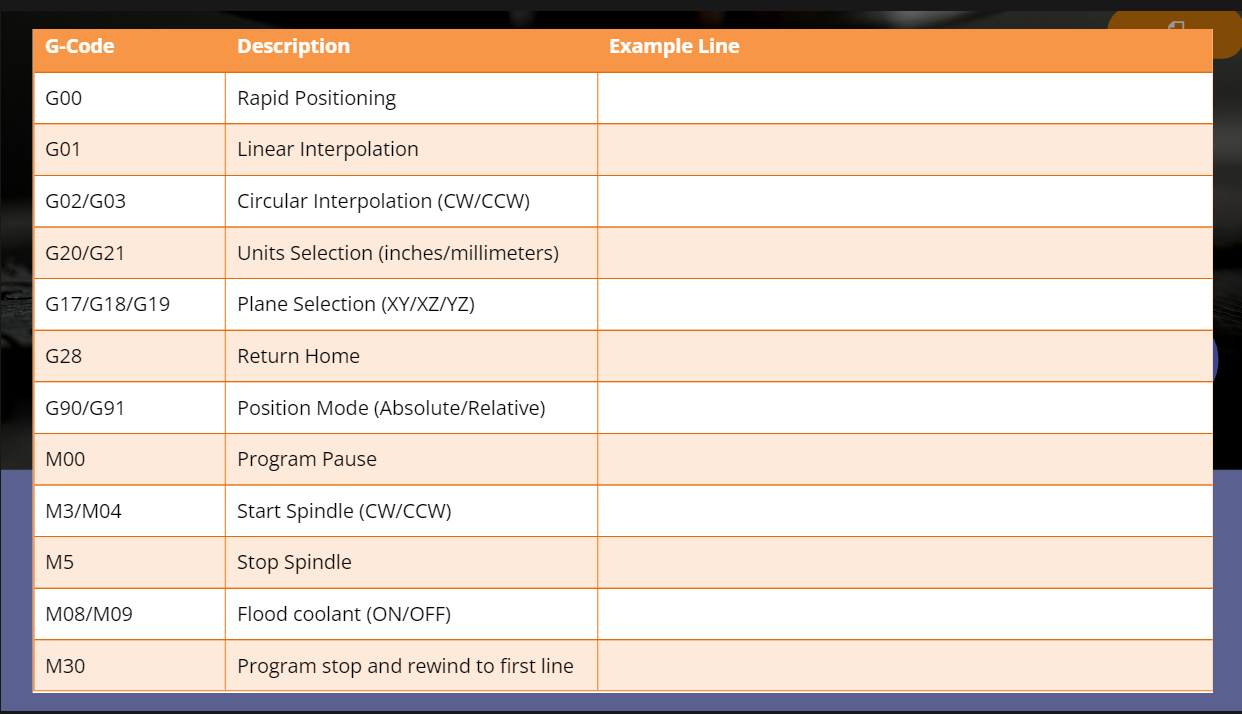 G-Code Description Example Line
G00 Rapid Positioning
G01 Linear Interpolation
G02/G03 Circular Interpolation (CW/CCW)
G20/G21 Units Selection (inches/millimeters)
G17/G18/G19 Plane Selection (XY/XZ/YZ)
G28 Return Home
G90/G91 Position Mode (Absolute/Relative)
M00 Program Pause
M3/M04 Start Spindle (CW/CCW)
M5 Stop Spindle
M08/M09 Flood coolant (ON/OFF)
M30 Program stop and rewind to first line